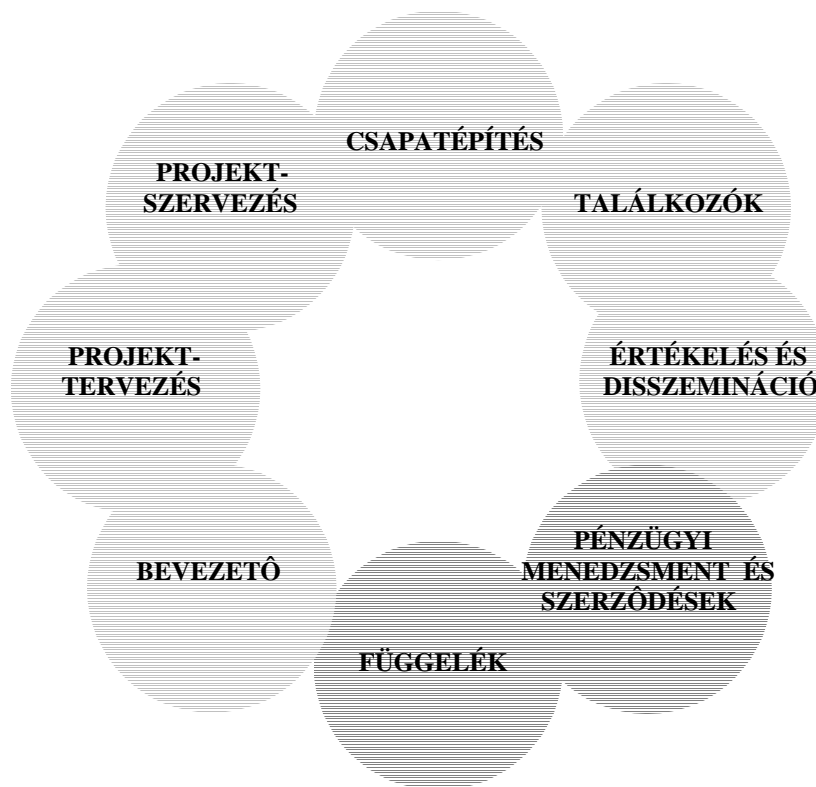 CSAPATÉPÍTÉS
PROJEKT-
SZERVEZÉS
TALÁLKOZÓK
PROJEKT-
TERVEZÉS
ÉRTÉKELÉS ÉS
DISSZEMINÁCIÓ
BEVEZETÔ
PÉNZÜGYI
MENEDZSMENT ÉS
SZERZÔDÉSEK
FÜGGELÉK